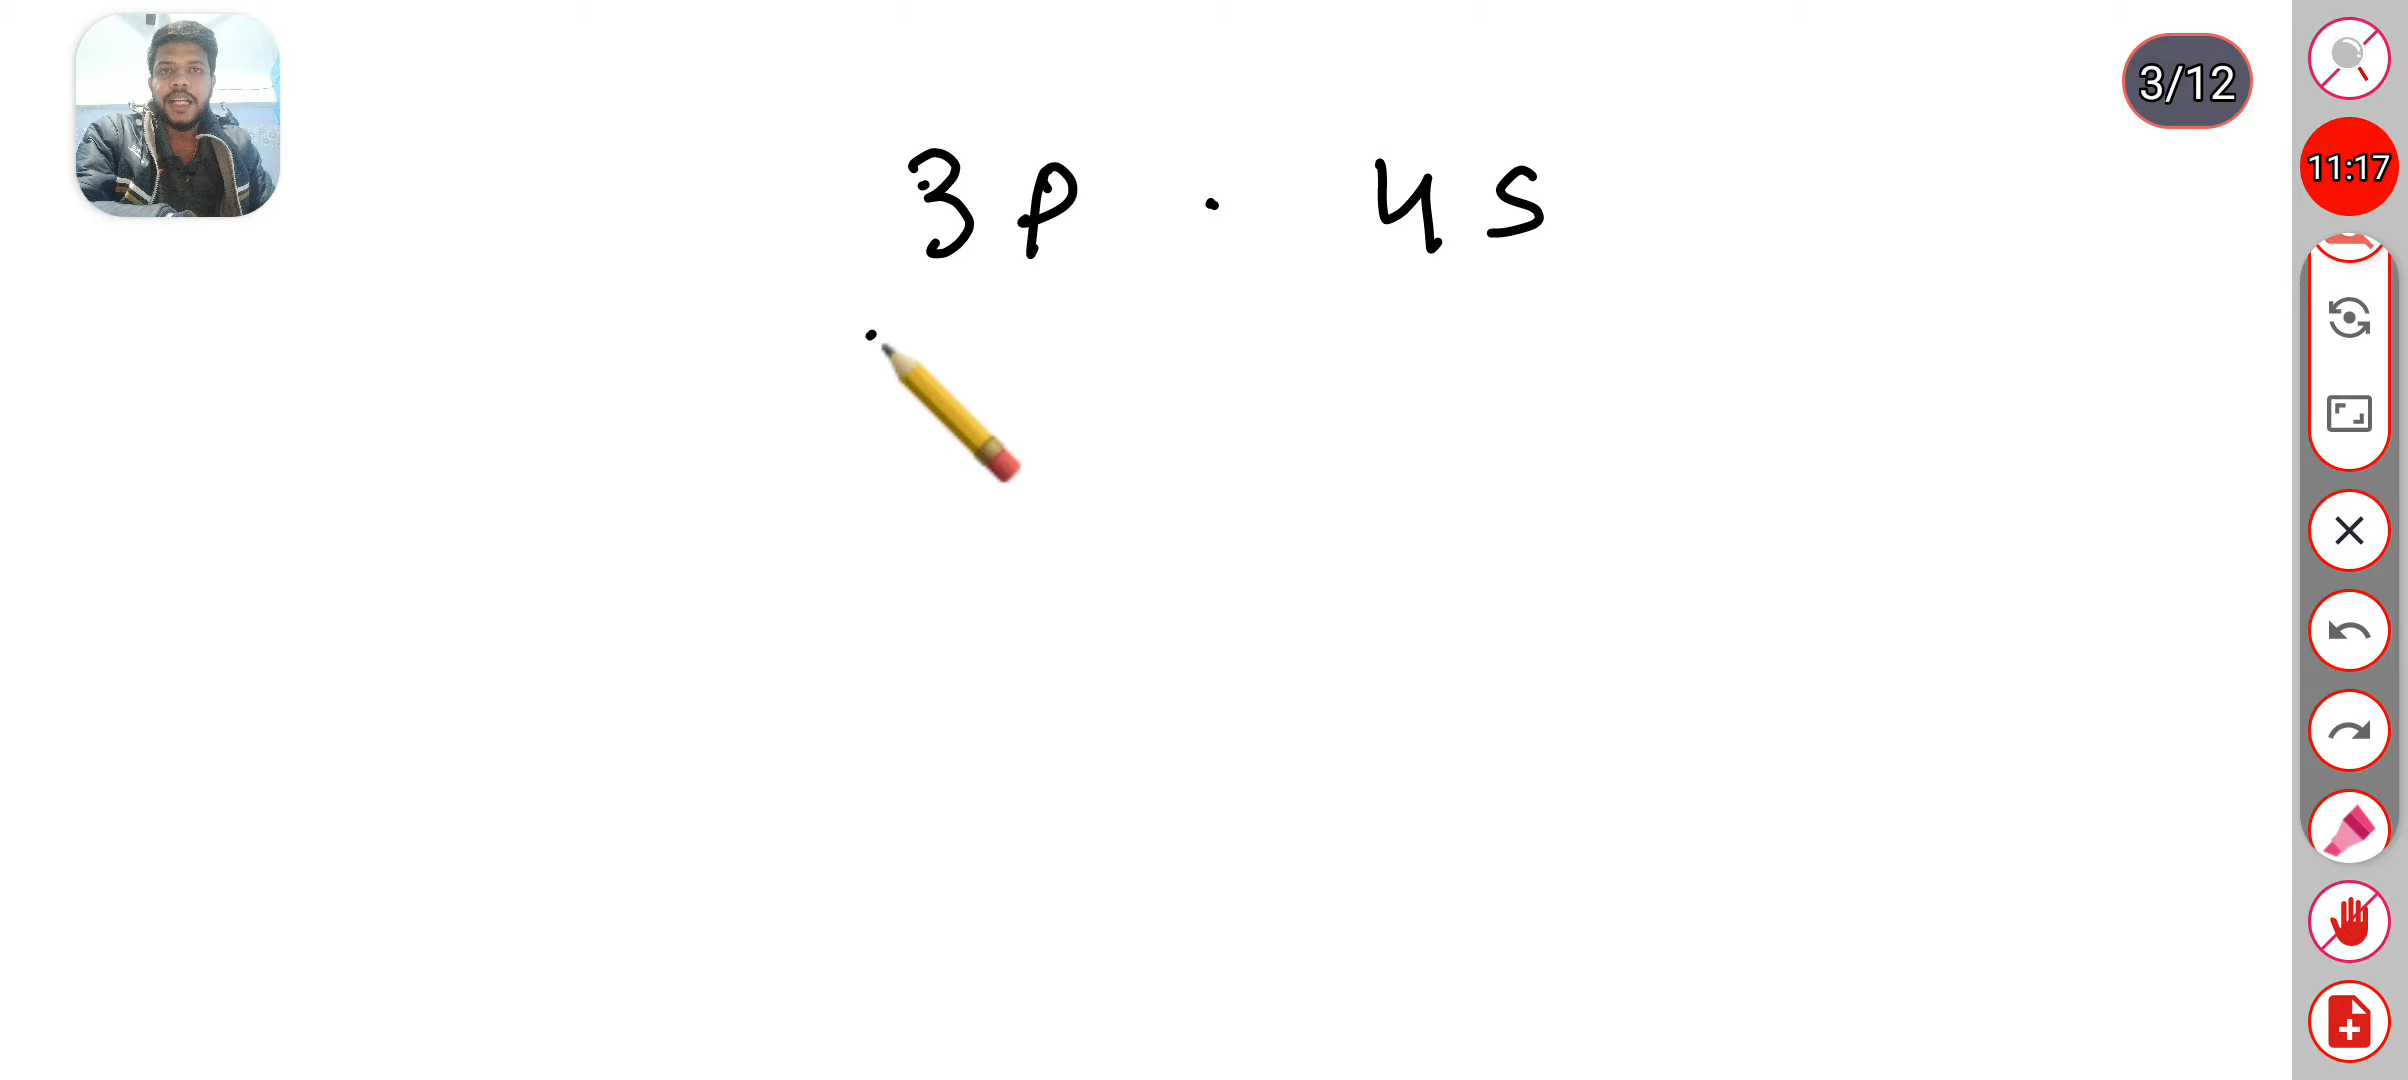 3/12
11:17
3p . 4s
.